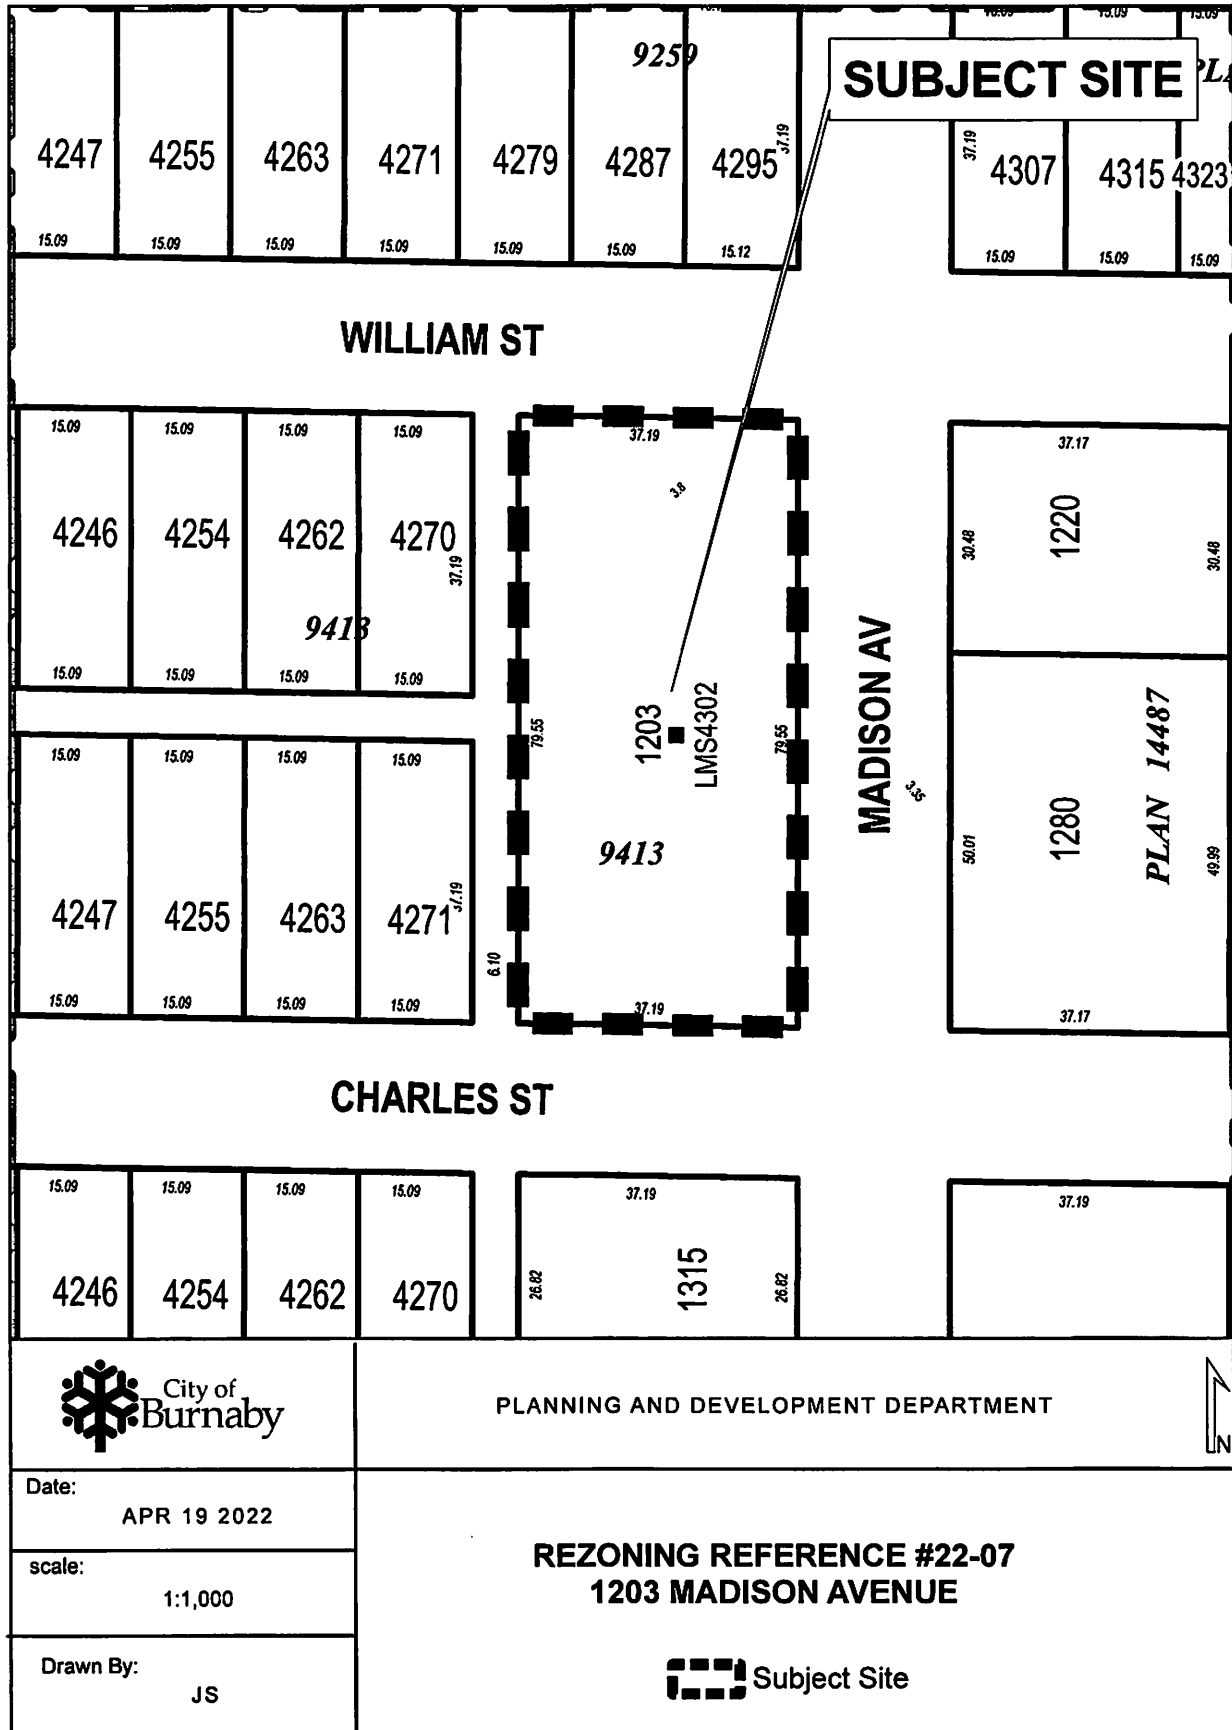 15.09 15.09
9259
SUBJECT SITE
4247 4255 4263 4271 4279 4287 4295 37.19
37.19 4307 4315 4323
15.09 15.09 15.09 15.09 15.09 15.09 15.12 15.09 15.09 15.09
WILLIAM ST
15.09 15.09 15.09 15.09 37.19 37.17
3.8
4246 4254 4262 4270 37.19
30.48 1220 30.48
9413
15.09 15.09 15.09 15.09
MADISON AV
1203
LMS4302
79.55 79.55
15.09 15.09 15.09 15.09
3.35
PLAN 14487
9413
50.01 1280 49.99
4247 4255 4263 4271 37.19
6.10
15.09 15.09 15.09 15.09 37.19 37.17
CHARLES ST
15.09 15.09 15.09 15.09 37.19 37.19
4246 4254 4262 4270 26.82 1315 26.82
City of
Burnaby
PLANNING AND DEVELOPMENT DEPARTMENT
N
Date:
APR 19 2022
scale:
1:1,000
Drawn By:
JS
REZONING REFERENCE #22-07
1203 MADISON AVENUE
Subject Site